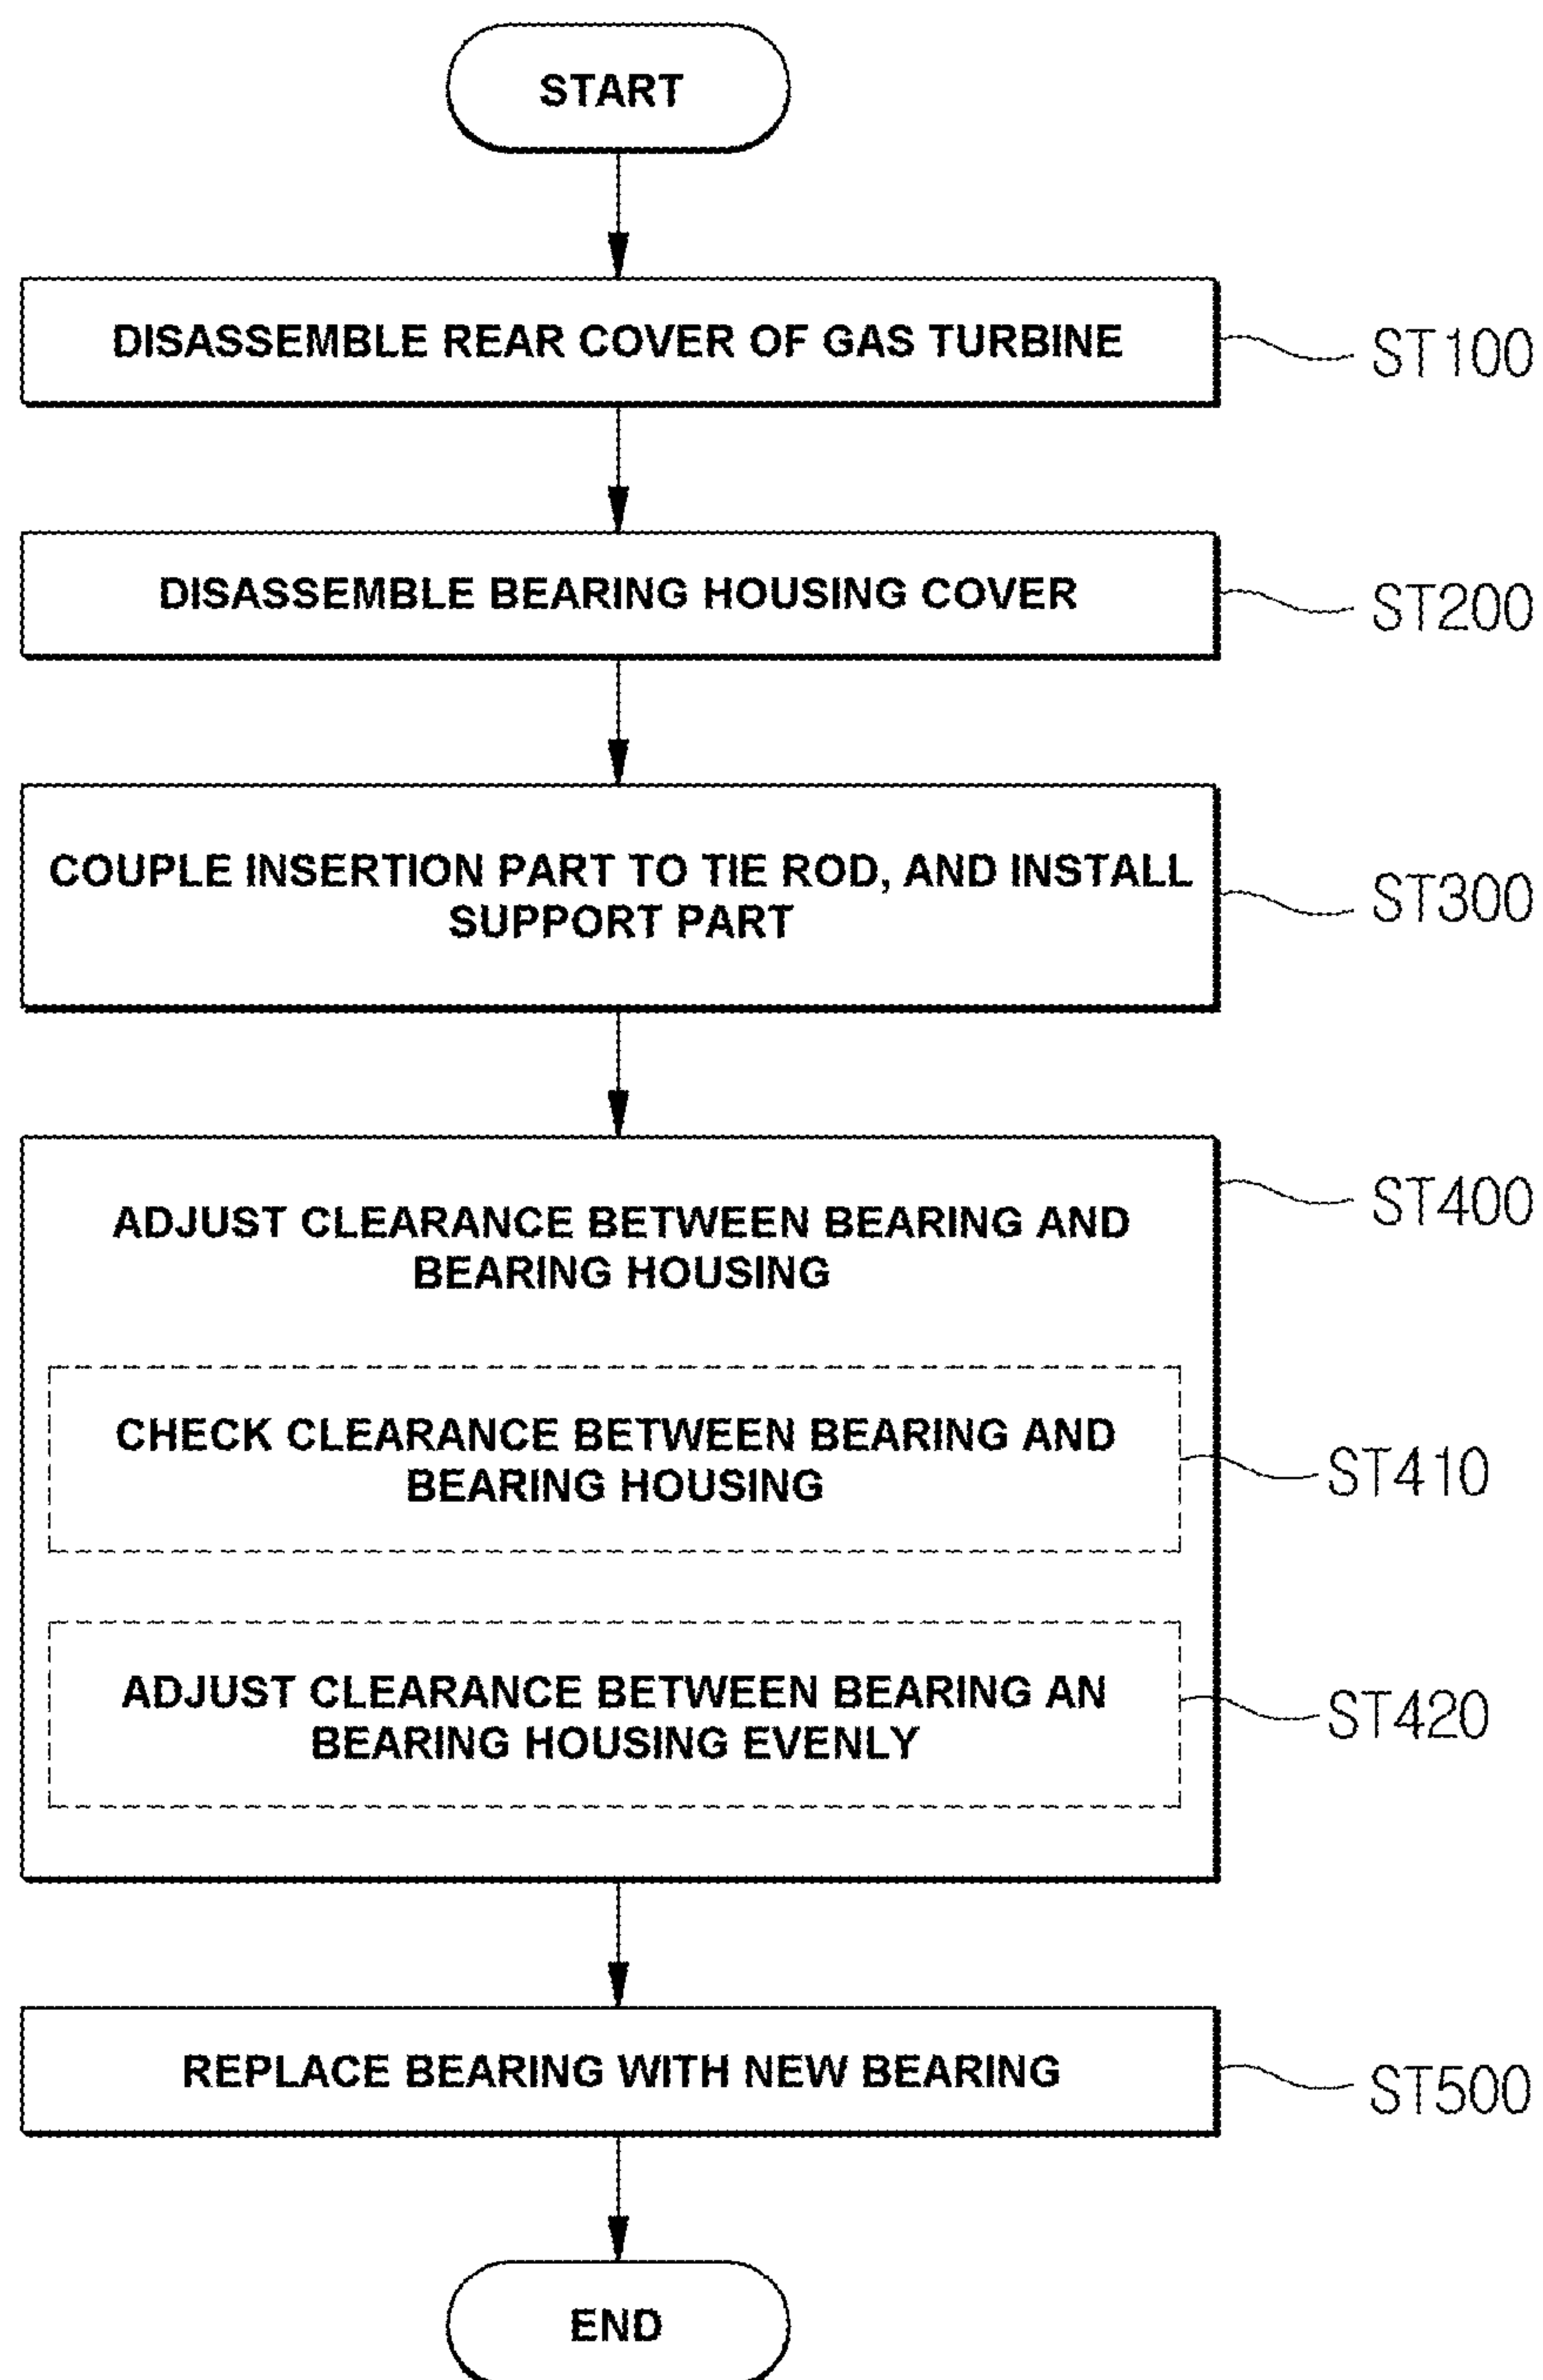 START
DISASSEMBLE REAR COVER OF GAS TURBINE
ST100
DISASSEMBLE BEARING HOUSING COVER
ST200
COUPLE INSERTION PART TO TIE ROD, AND INSTALL
SUPPORT PART
ST300
ADJUST CLEARANCE BETWEEN BEARING AND
BEARING HOUSING
ST400
CHECK CLEARANCE BETWEEN BEARING AND
BEARING HOUSING
ST410
ADJUST CLEARANCE BETWEEN BEARING AN
BEARING HOUSING EVENLY
ST420
REPLACE BEARING WITH NEW BEARING
ST500
END